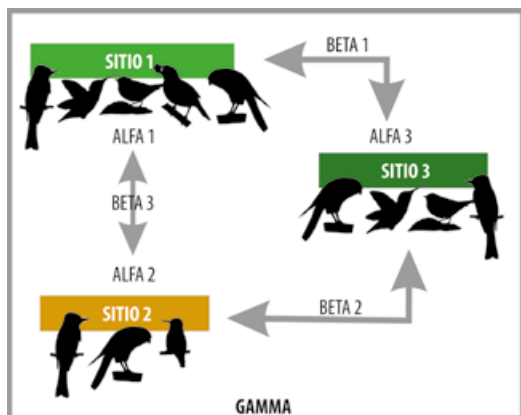 BETA 1
SITIO 1
ALFA 1
ALFA 3
SITIO 3
BETA 3
ALFA 2
SITIO 2
BETA 2
GAMMA